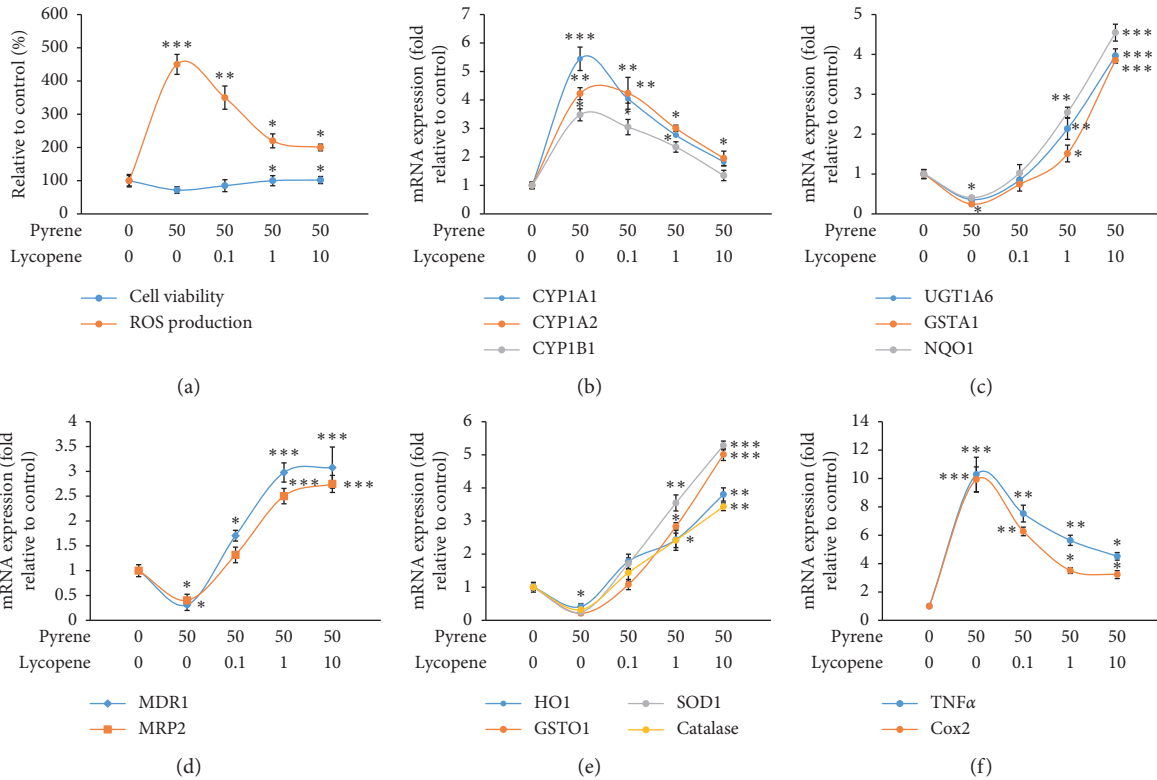 Relative to control (%)
600
500
400
300
200
100
0
***
**
*
*
*
*
Pyrene 0 50 50 50 50
Lycopene 0 0 0.1 1 10
Cell viability
ROS production
(a)
mRNA expression (fold
relative to control)
7
6
5
4
3
2
1
0
***
**
*
**
**
*
*
*
*
Pyrene 0 50 50 50 50
Lycopene 0 0 0.1 1 10
CYP1A1
CYP1A2
CYP1B1
(b)
mRNA expression (fold
relative to control)
5
4
3
2
1
0
*
*
**
**
*
***
***
***
Pyrene 0 50 50 50 50
Lycopene 0 0 0.1 1 10
UGT1A6
GSTA1
NQO1
(c)
mRNA expression (fold
relative to control)
4
3.5
3
2.5
2
1.5
1
0.5
0
*
*
*
***
***
***
***
Pyrene 0 50 50 50 50
Lycopene 0 0 0.1 1 10
MDR1
MRP2
(d)
mRNA expression (fold
relative to control)
6
5
4
3
2
1
0
*
**
*
*
***
***
**
**
Pyrene 0 50 50 50 50
Lycopene 0 0 0.1 1 10
HO1 SOD1
GSTO1 Catalase
(e)
mRNA expression (fold
relative to control)
14
12
10
8
6
4
2
0
***
***
**
**
**
*
*
*
Pyrene 0 50 50 50 50
Lycopene 0 0 0.1 1 10
TNFα
Cox2
(f)